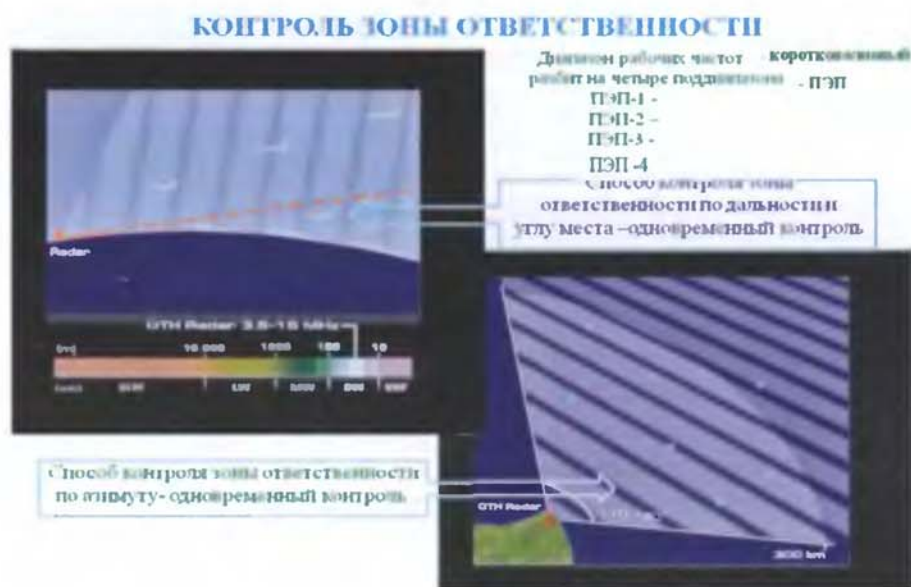 КОНТРОЛЬ ЗОНЫ ОТВЕТСТВЕННОСТИ
Диапазон рабочих частот - коротковолновый
разбит на четыре поддиапазона - ПЭП
ПЭП-1 -
ПЭП-2 -
ПЭП-3 -
ПЭП -4
Способ контроля зоны
ответственности по дальности и
углу места –одновременный контроль
Radar
OTH Radar 3.5-15 MHz
[m] 10 000 1000 100 10
Способ контроля зоны ответственности
по азимуту- одновременный контроль
OTH Radar
300 km